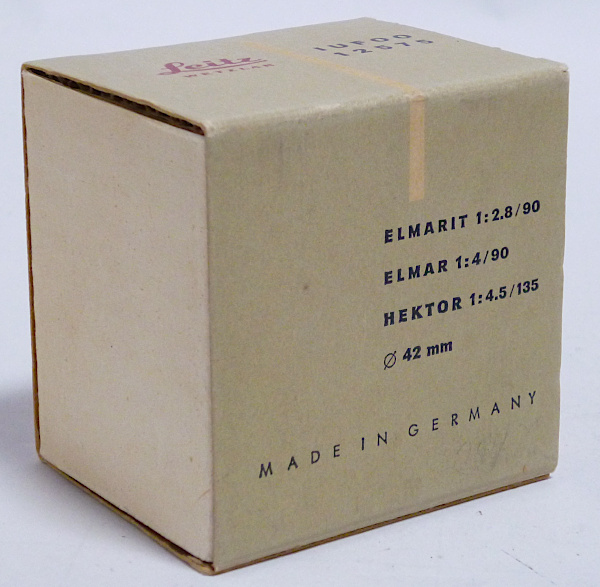 Leitz
WETZLAR
IUFOO
12575
ELMARIT 1:2.8/90
ELMAR 1:4/90
HEKTOR 1:4.5/135
Ø 42 mm
MADE IN GERMANY